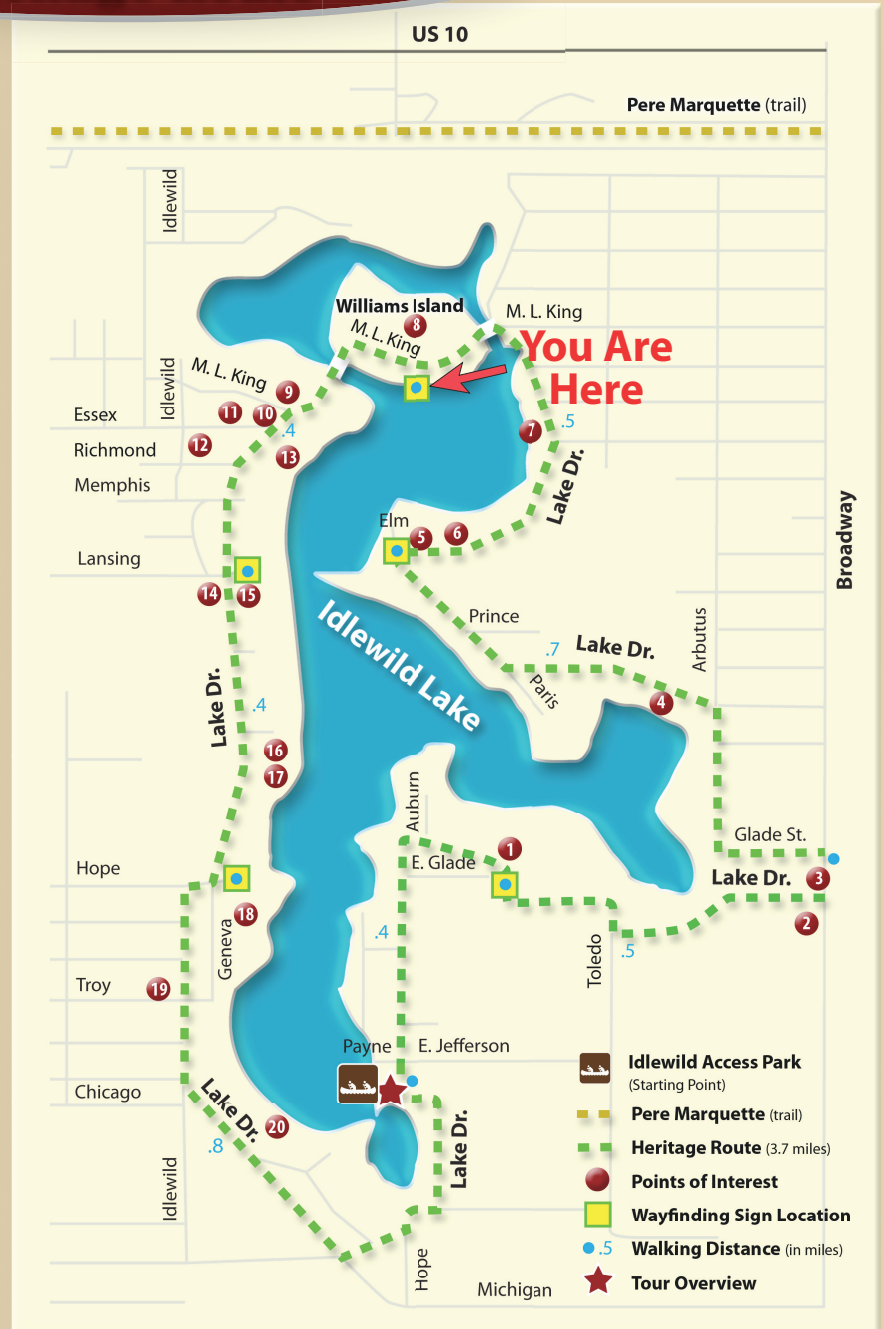 US 10
Pere Marquette (trail)
Idlewild
Williams Island
8
M. L. King
M. L. King
You Are
Here
M. L. King
Idlewild
9
Essex
11
10
.4
7
.5
Richmond
12
13
Lake Dr.
Memphis
Broadway
Elm
5
6
Lansing
14
15
Idlewild Lake
Prince
Arbutus
.7
Lake Dr.
Paris
4
Lake Dr.
.4
16
17
Auburn
Glade St.
1
E. Glade
Hope
Lake Dr.
3
2
18
Geneva
.4
Toledo
.5
Troy
19
Payne
E. Jefferson
Chicago
Lake Dr.
.8
20
Lake Dr.
Idlewild
Hope
Michigan
Idlewild Access Park
(Starting Point)
Pere Marquette (trail)
Heritage Route (3.7 miles)
Points of Interest
Wayfinding Sign Location
.5 Walking Distance (in miles)
Tour Overview